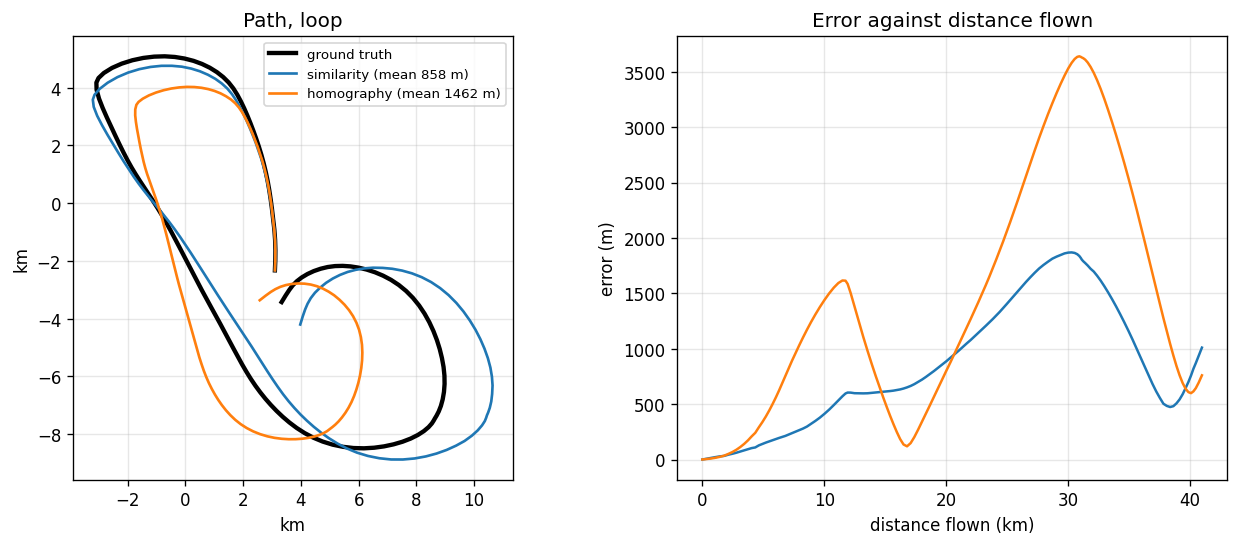 Path, loop
ground truth
similarity (mean 858 m)
homography (mean 1462 m)
4
2
0
−2
−4
−6
−8
km
−2 0 2 4 6 8 10
km
Error against distance flown
3500
3000
2500
2000
1500
1000
500
0
error (m)
0 10 20 30 40
distance flown (km)